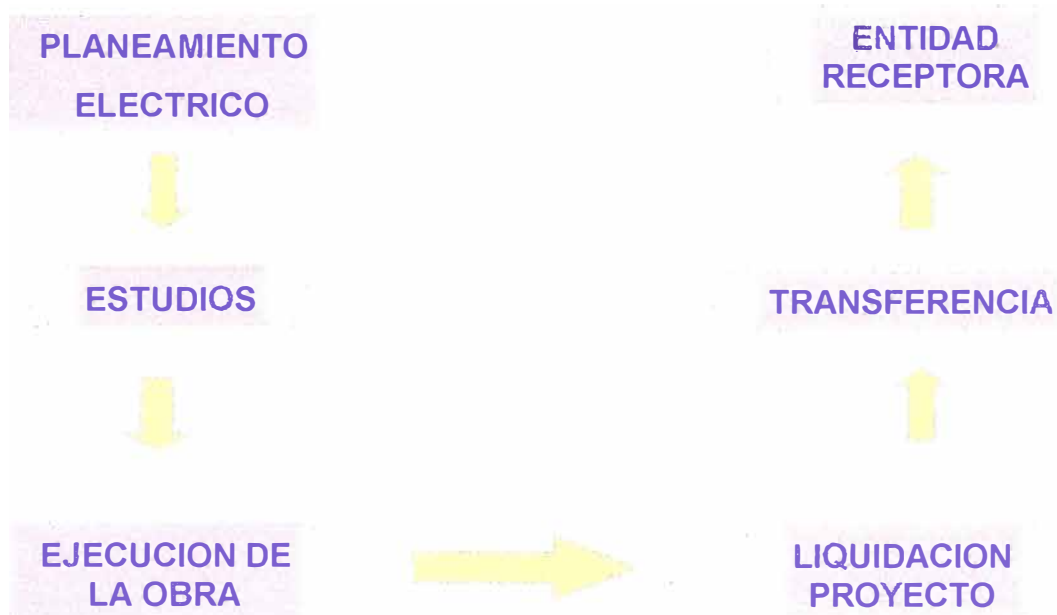 PLANEAMIENTO
ELECTRICO
ENTIDAD
RECEPTORA
ESTUDIOS
TRANSFERENCIA
EJECUCION DE
LA OBRA
LIQUIDACION
PROYECTO